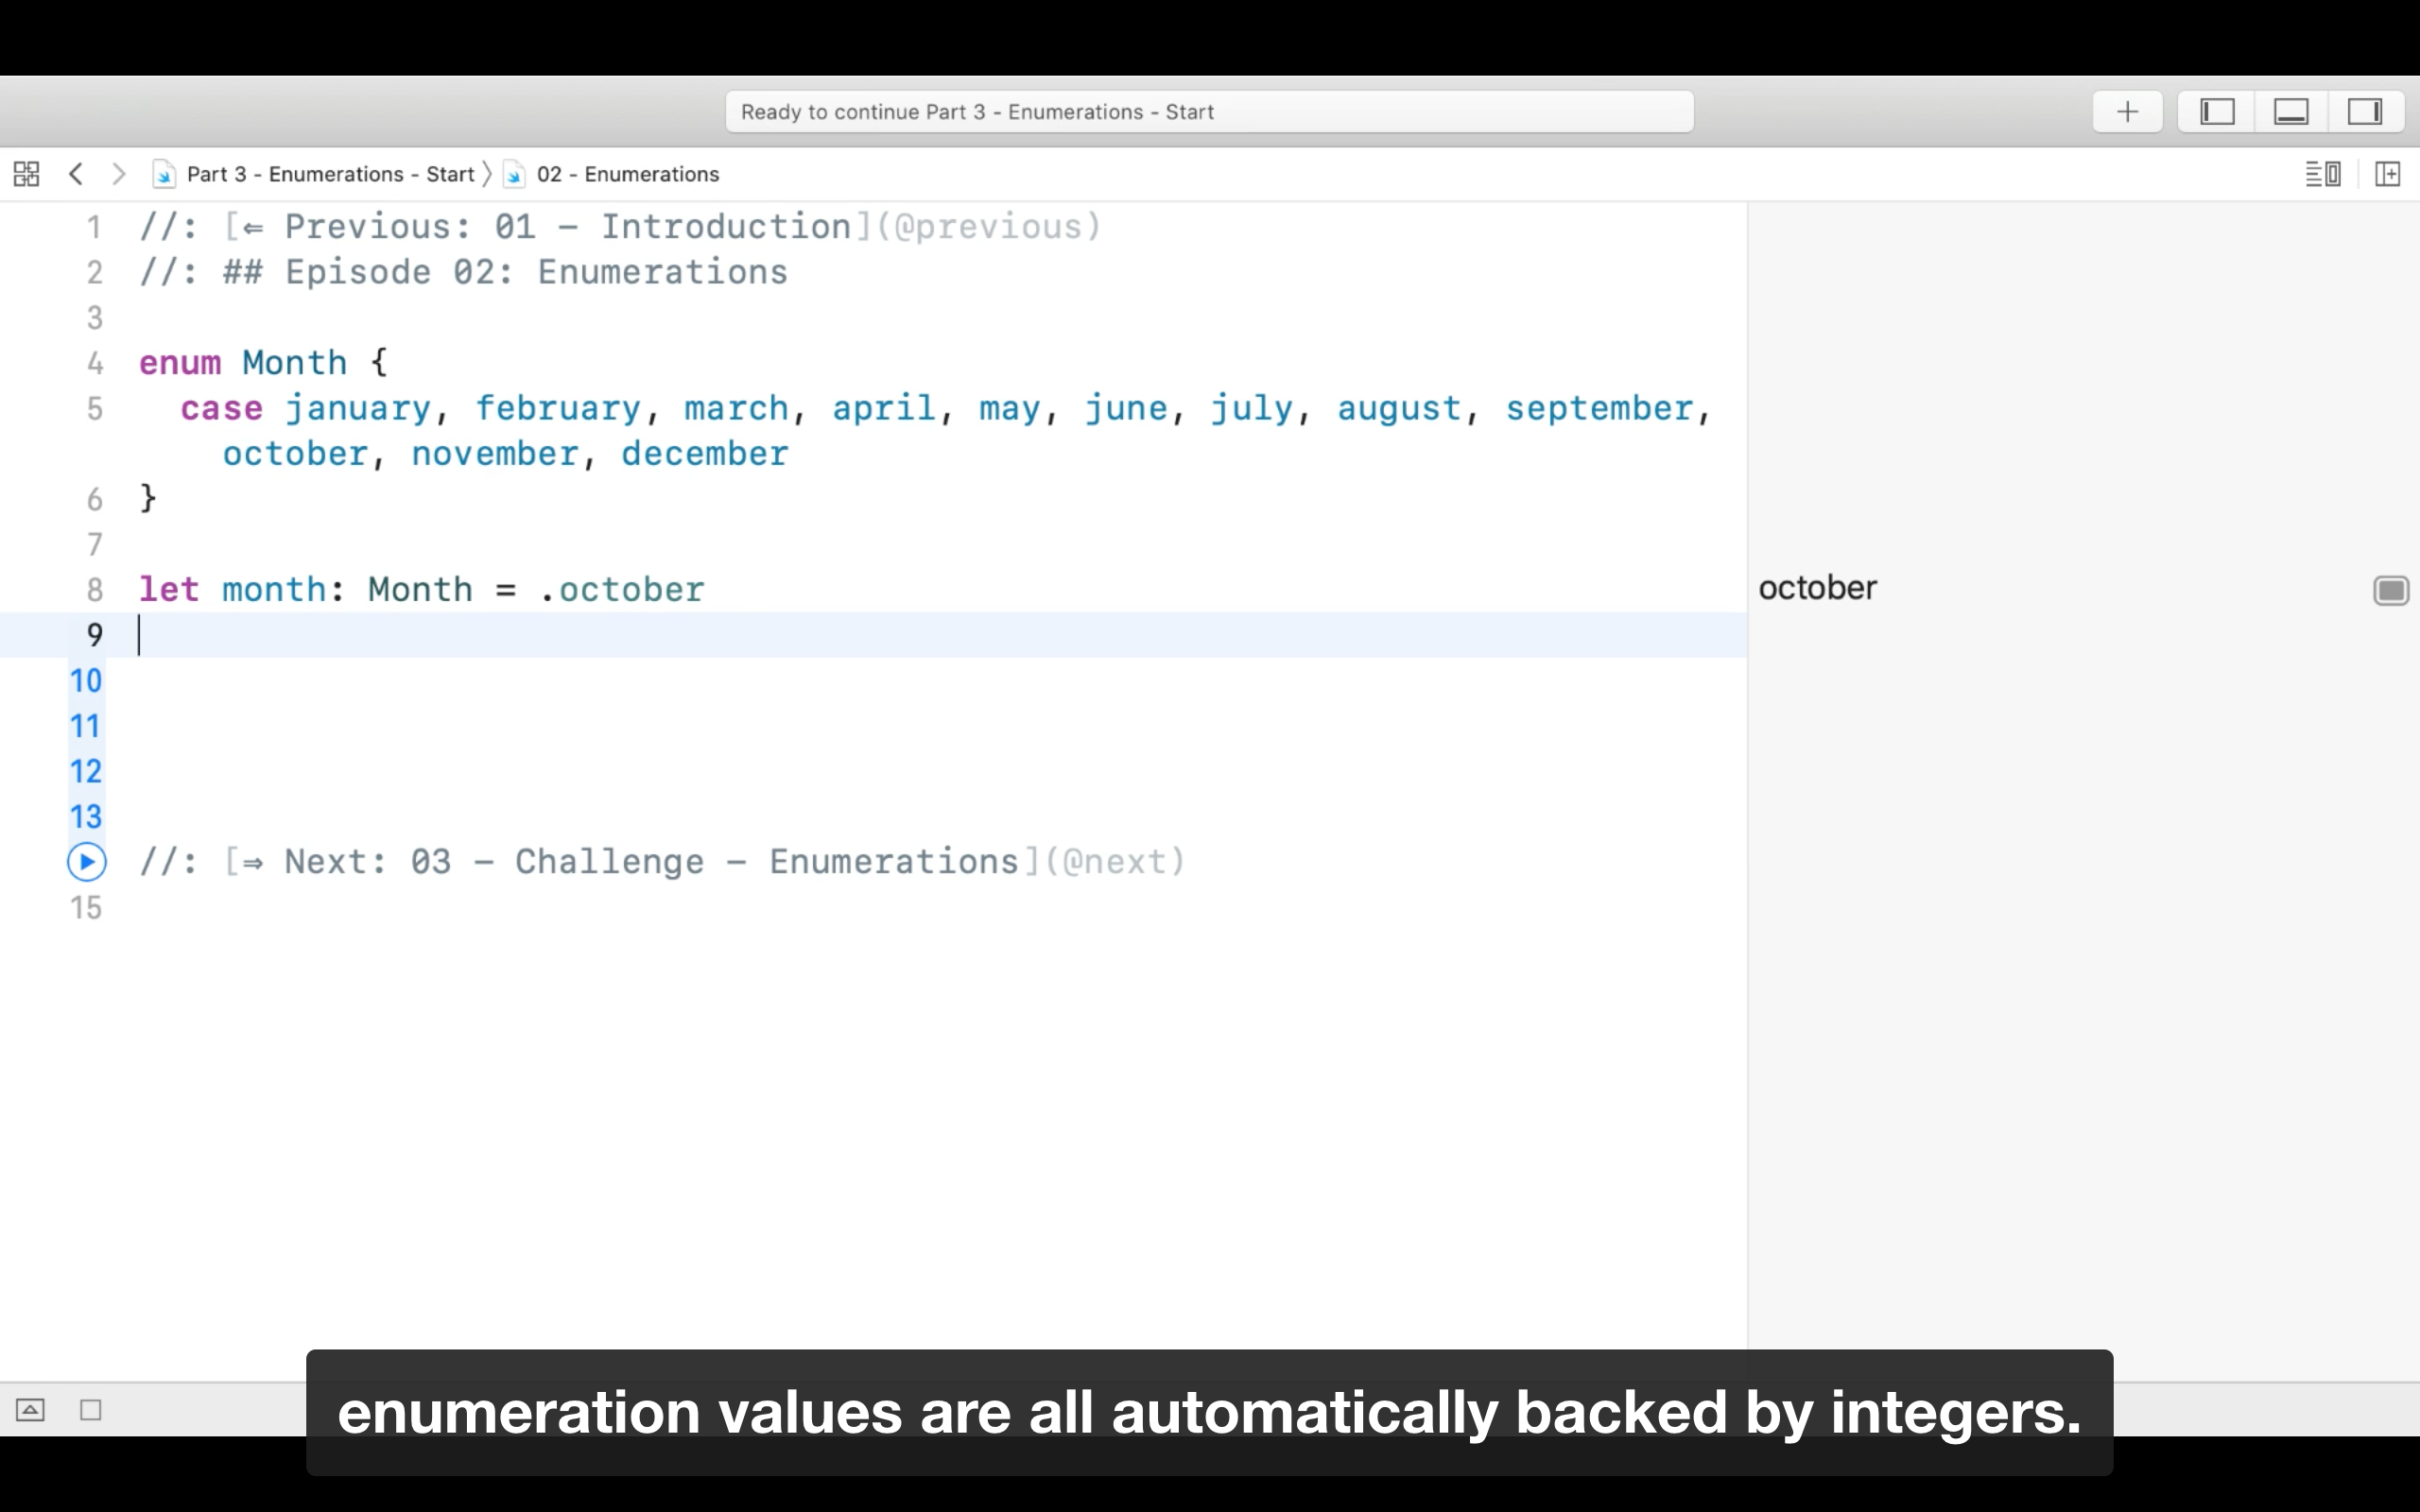 Ready to continue Part 3 - Enumerations - Start
Part 3 - Enumerations - Start 〉 02 - Enumerations
1 //: [⇐ Previous: 01 - Introduction](@previous)
2 //: ## Episode 02: Enumerations
3
4 enum Month {
5 case january, february, march, april, may, june, july, august, september,
october, november, december
6 }
7
8 let month: Month = .october
october
9
10
11
12
13
//: [⇒ Next: 03 - Challenge - Enumerations](@next)
15
enumeration values are all automatically backed by integers.